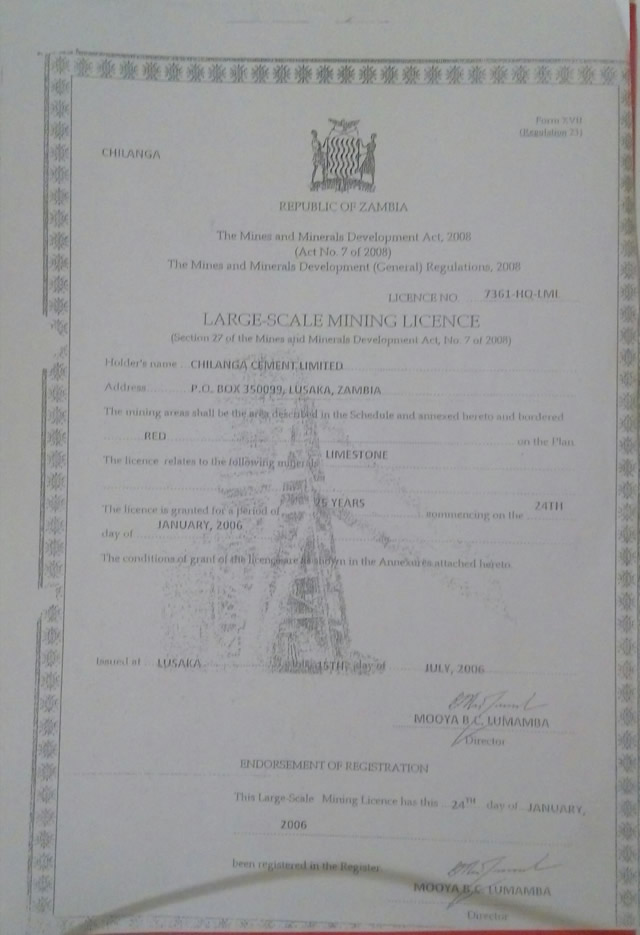 Form XVII
(Regulation 33)
CHILANGA
REPUBLIC OF ZAMBIA
The Mines and Minerals Development Act, 2008
(Act No. 7 of 2008)
The Mines and Minerals Development (General) Regulations, 2008
LICENCE NO. 7361-HQ-LML
LARGE-SCALE MINING LICENCE
(Section 27 of the Mines and Minerals Development Act, No. 7 of 2008)
Holder's name CHILANGA CEMENT LIMITED
Address P.O. BOX 350099, LUSAKA, ZAMBIA
The mining areas shall be the area described in the Schedule and annexed hereto and bordered
RED on the Plan
The licence relates to the following minerals LIMESTONE
The licence is granted for a period of 25 YEARS commencing on the 24TH
day of JANUARY, 2006
The conditions of grant of the licence are as shown in the Annexures attached hereto.
Issued at LUSAKA 15TH day of JULY, 2006
MOOYA B.C. LUMAMBA
Director
ENDORSEMENT OF REGISTRATION
This Large-Scale Mining Licence has this 24TH day of JANUARY,
2006
been registered in the Register
MOOYA B.C. LUMAMBA
Director